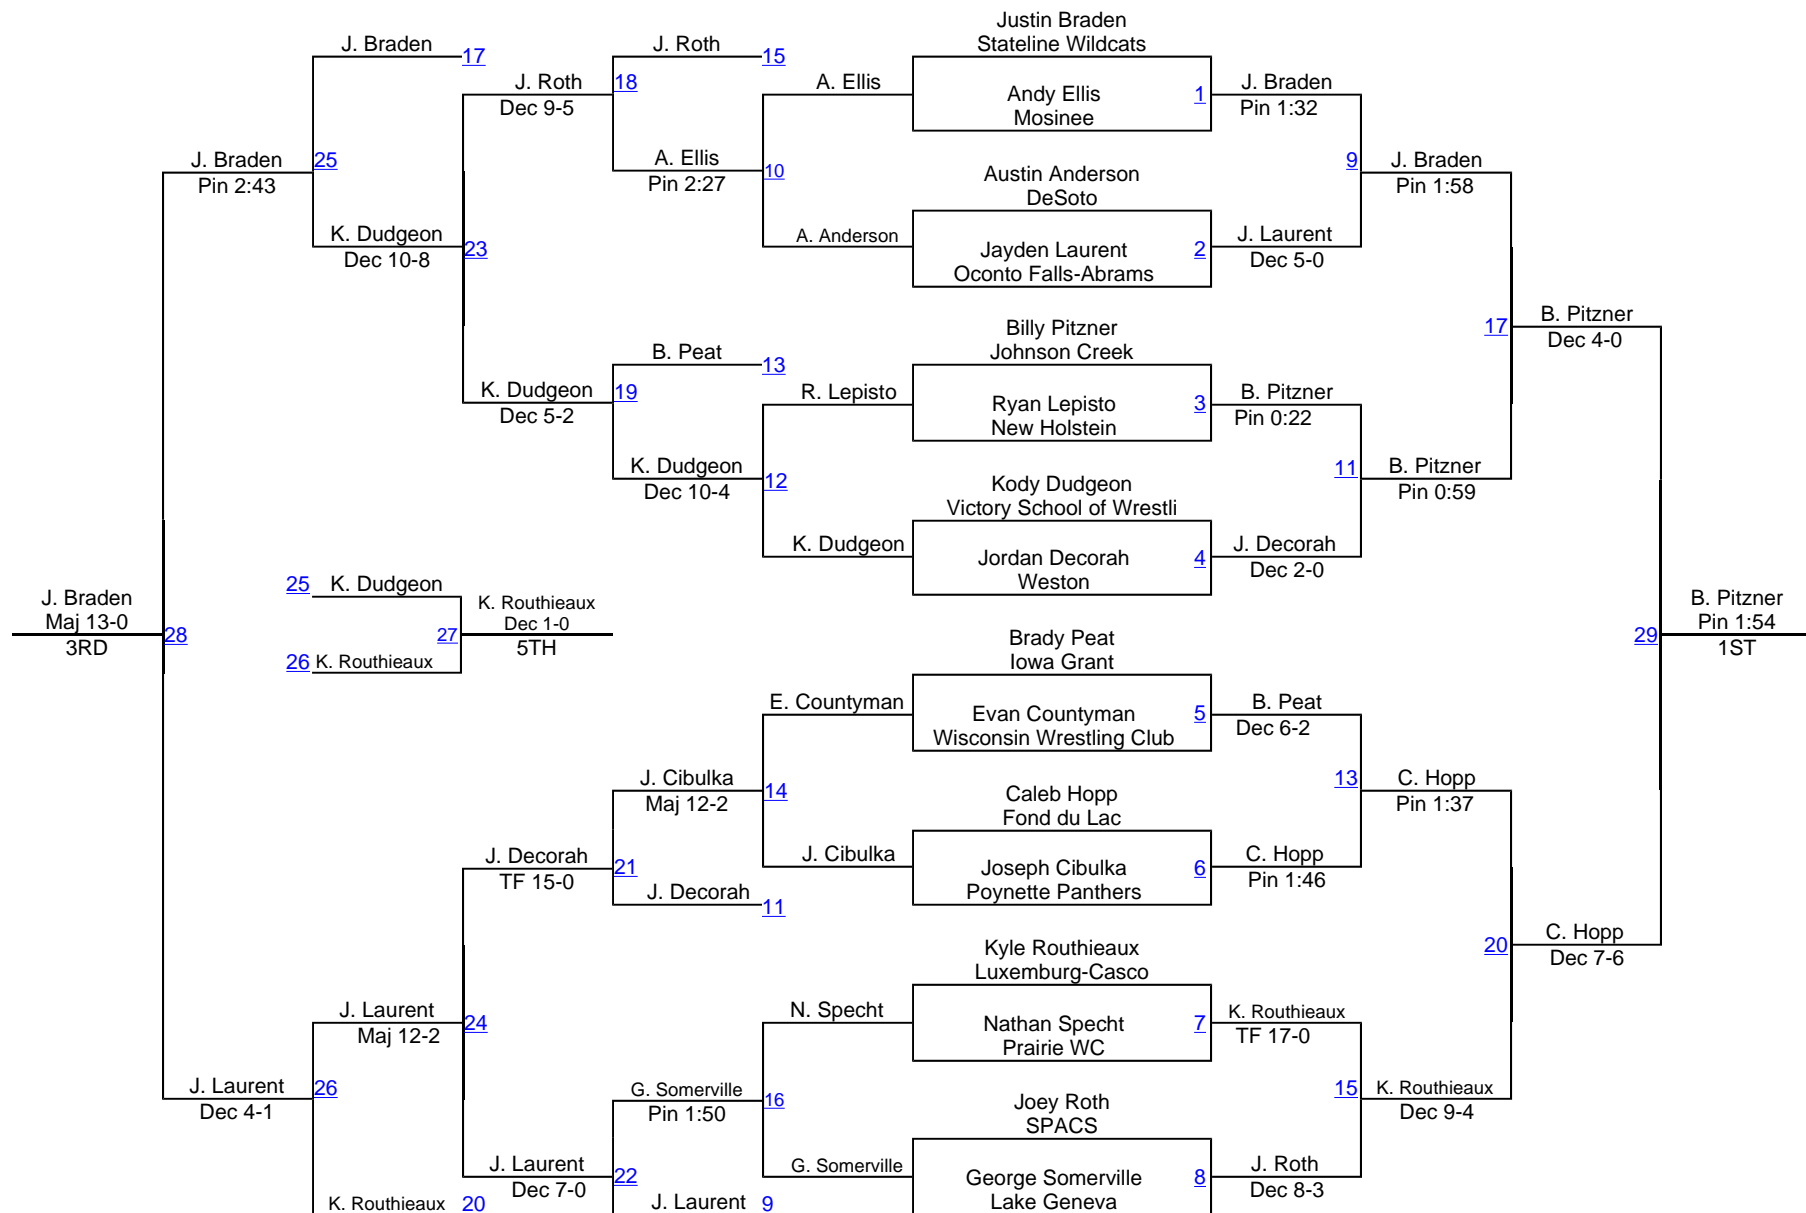 Justin Braden
J. Braden
J. Roth
Stateline Wildcats
17
15
J. Roth
18
A. Ellis
Andy Ellis
1
J. Braden
Dec 9-5
Mosinee
Pin 1:32
J. Braden
25
A. Ellis
10
Austin Anderson
9
J. Braden
Pin 2:43
Pin 2:27
DeSoto
Pin 1:58
K. Dudgeon
23
A. Anderson
Jayden Laurent
2
J. Laurent
Dec 10-8
Oconto Falls-Abrams
Dec 5-0
Billy Pitzner
17
B. Pitzner
B. Peat
13
Johnson Creek
Dec 4-0
K. Dudgeon
19
R. Lepisto
Ryan Lepisto
3
B. Pitzner
Dec 5-2
New Holstein
Pin 0:22
K. Dudgeon
12
Kody Dudgeon
11
B. Pitzner
Dec 10-4
Victory School of Wrestli
Pin 0:59
K. Dudgeon
Jordan Decorah
4
J. Decorah
Weston
Dec 2-0
25
K. Dudgeon
J. Braden
K. Routhieaux
B. Pitzner
Maj 13-0
28
27
Dec 1-0
29
Pin 1:54
3RD
5TH
1ST
26
K. Routhieaux
Brady Peat
Iowa Grant
E. Countyman
Evan Countyman
5
B. Peat
Wisconsin Wrestling Club
Dec 6-2
J. Cibulka
14
Caleb Hopp
13
C. Hopp
Maj 12-2
Fond du Lac
Pin 1:37
J. Decorah
21
J. Cibulka
Joseph Cibulka
6
C. Hopp
TF 15-0
Poynette Panthers
Pin 1:46
J. Decorah
11
Kyle Routhieaux
20
C. Hopp
Luxemburg-Casco
Dec 7-6
J. Laurent
24
N. Specht
Nathan Specht
7
K. Routhieaux
Maj 12-2
Prairie WC
TF 17-0
J. Laurent
26
G. Somerville
16
Joey Roth
15
K. Routhieaux
Dec 4-1
Pin 1:50
SPACS
Dec 9-4
J. Laurent
22
G. Somerville
George Somerville
8
J. Roth
Dec 7-0
Lake Geneva
Dec 8-3
K. Routhieaux
20
J. Laurent
9